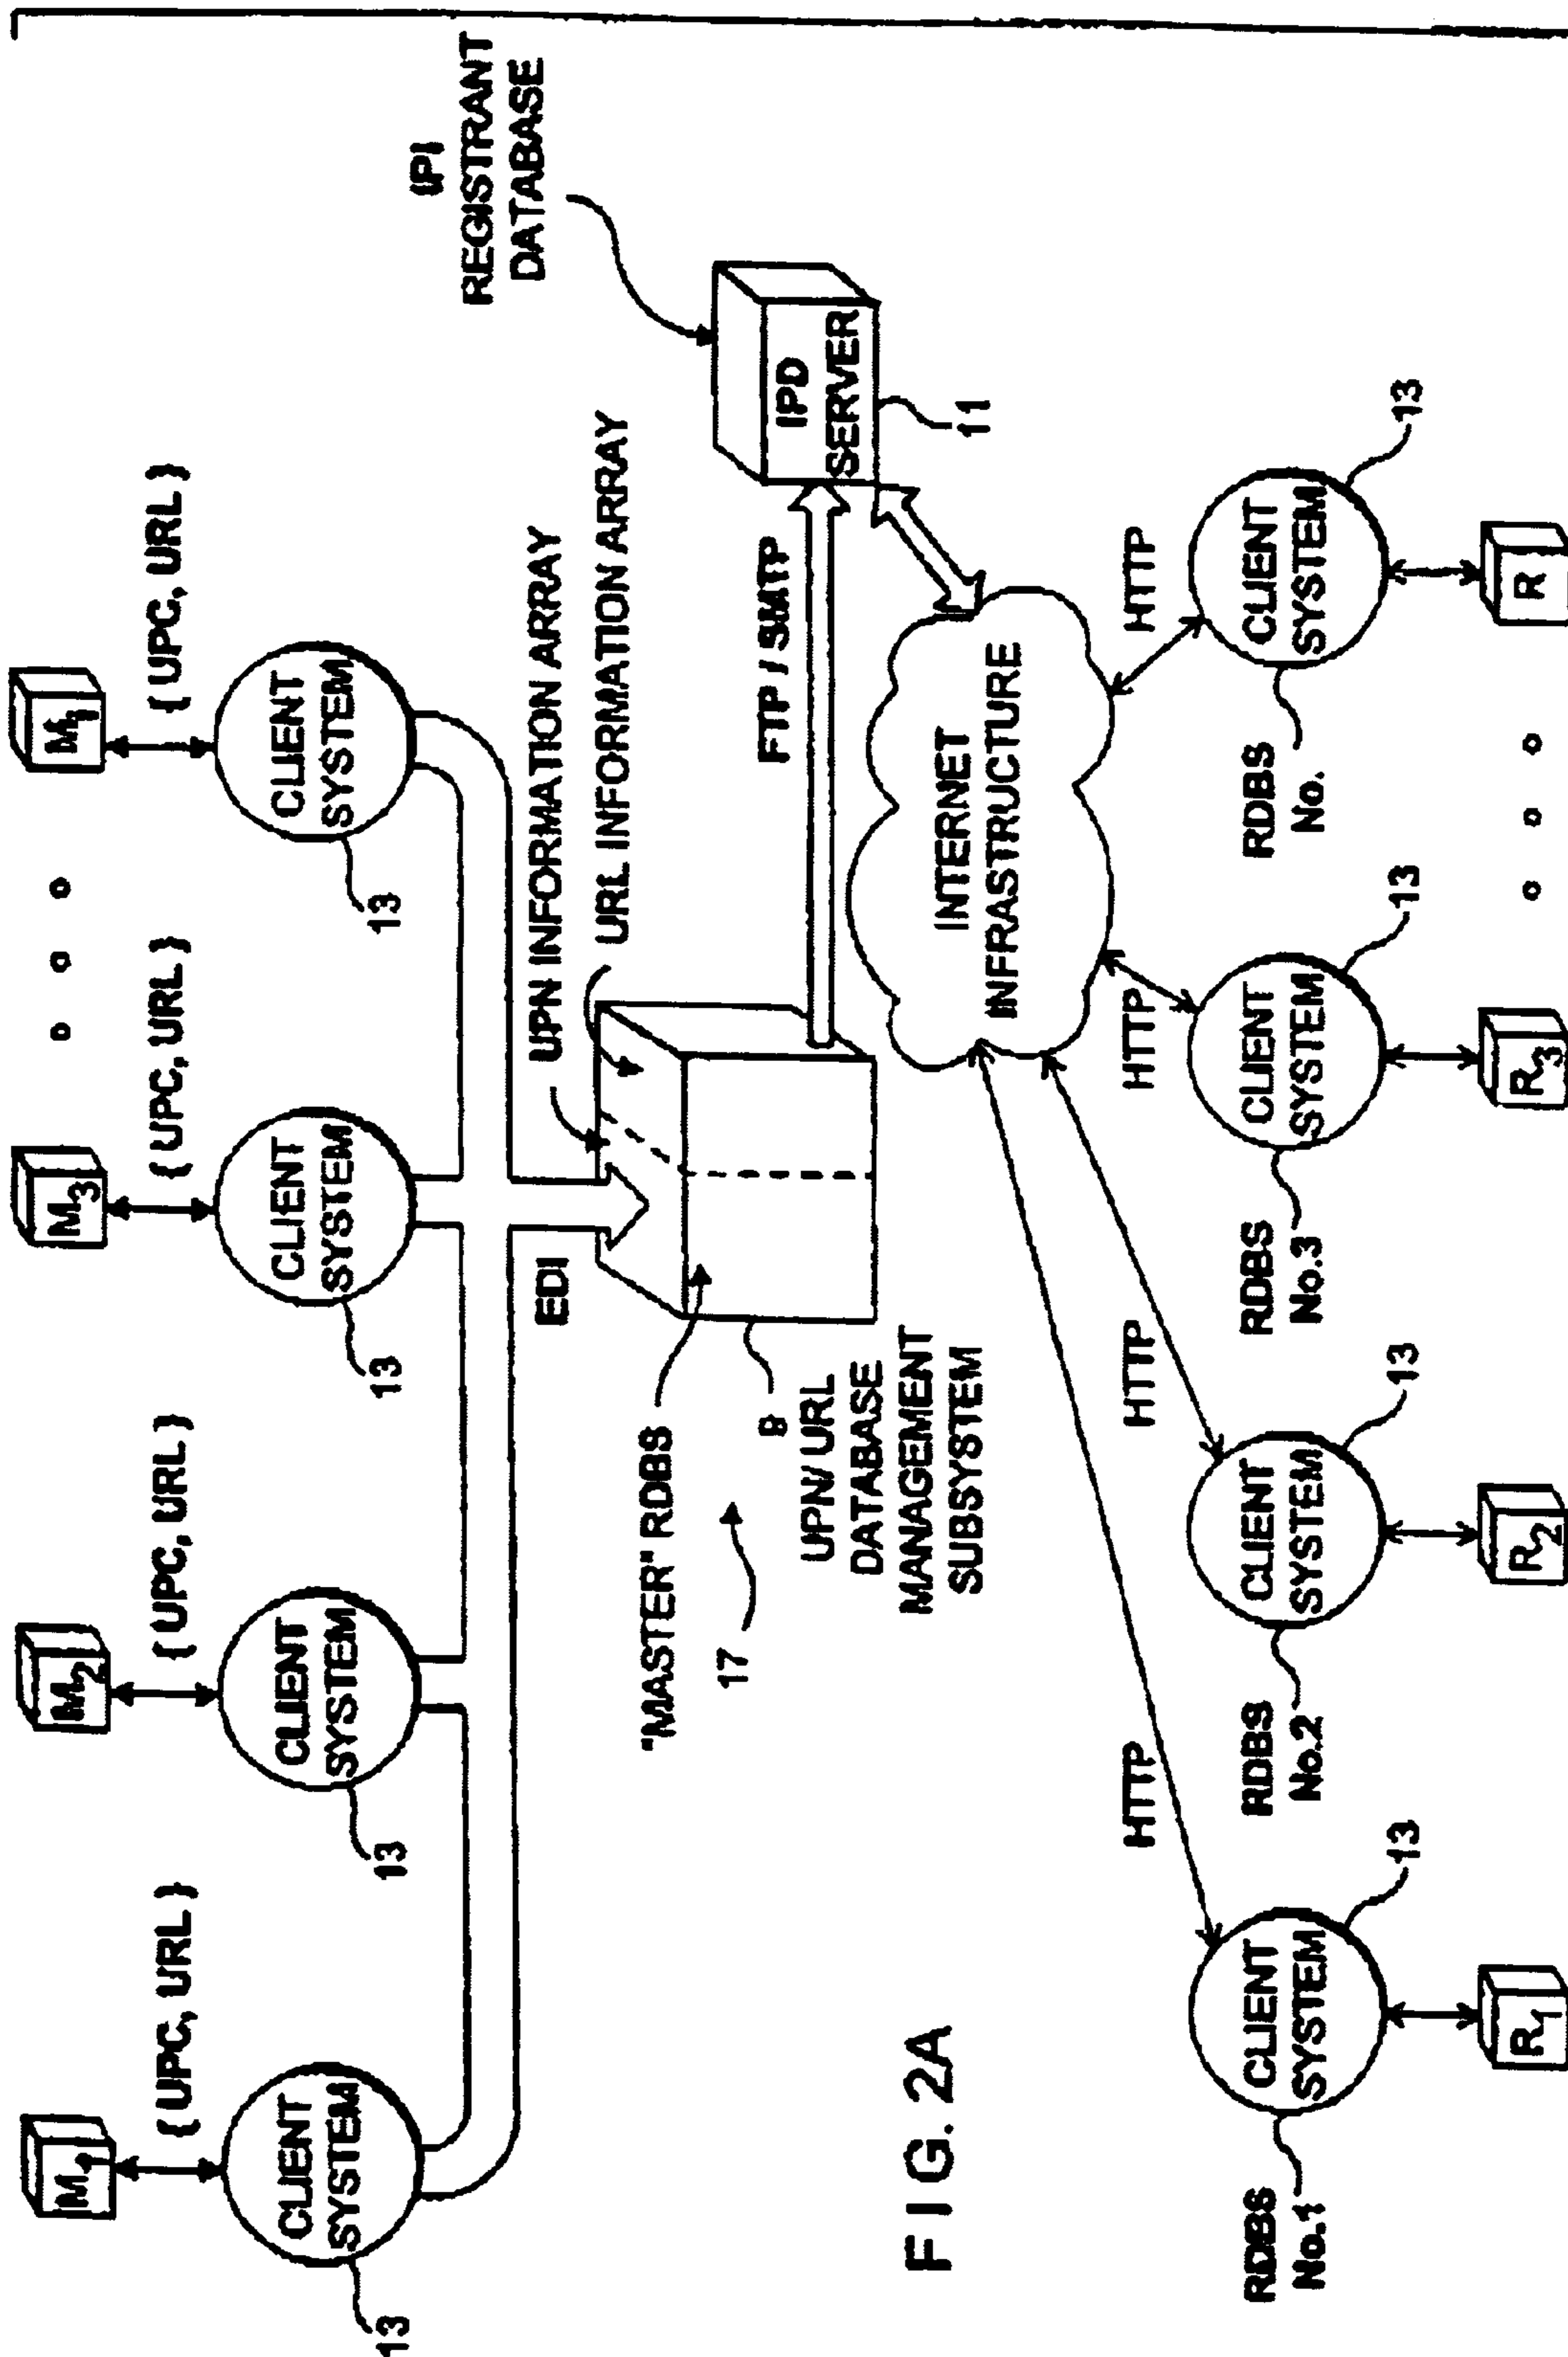 M1
{ UPC, URL }
CLIENT
SYSTEM
13
M2
{ UPC, URL }
CLIENT
SYSTEM
13
M3
{ UPC, URL }
CLIENT
SYSTEM
13
{ UPC, URL }
CLIENT
SYSTEM
13
IPI
REGISTRANT
DATABASE
EDI
UPN INFORMATION ARRAY
URL INFORMATION ARRAY
"MASTER" RDBS
17
9
UPN/ URL
DATABASE
MANAGEMENT
SUBSYSTEM
FTP / SMTP
IPD
SERVER
11
INTERNET
INFRASTRUCTURE
FIG. 2A
HTTP
HTTP
HTTP
HTTP
RDBS
No.1
CLIENT
SYSTEM
13
R1
RDBS
No.2
CLIENT
SYSTEM
13
R2
RDBS
No.3
CLIENT
SYSTEM
13
R3
RDBS
No.
CLIENT
SYSTEM
13
R